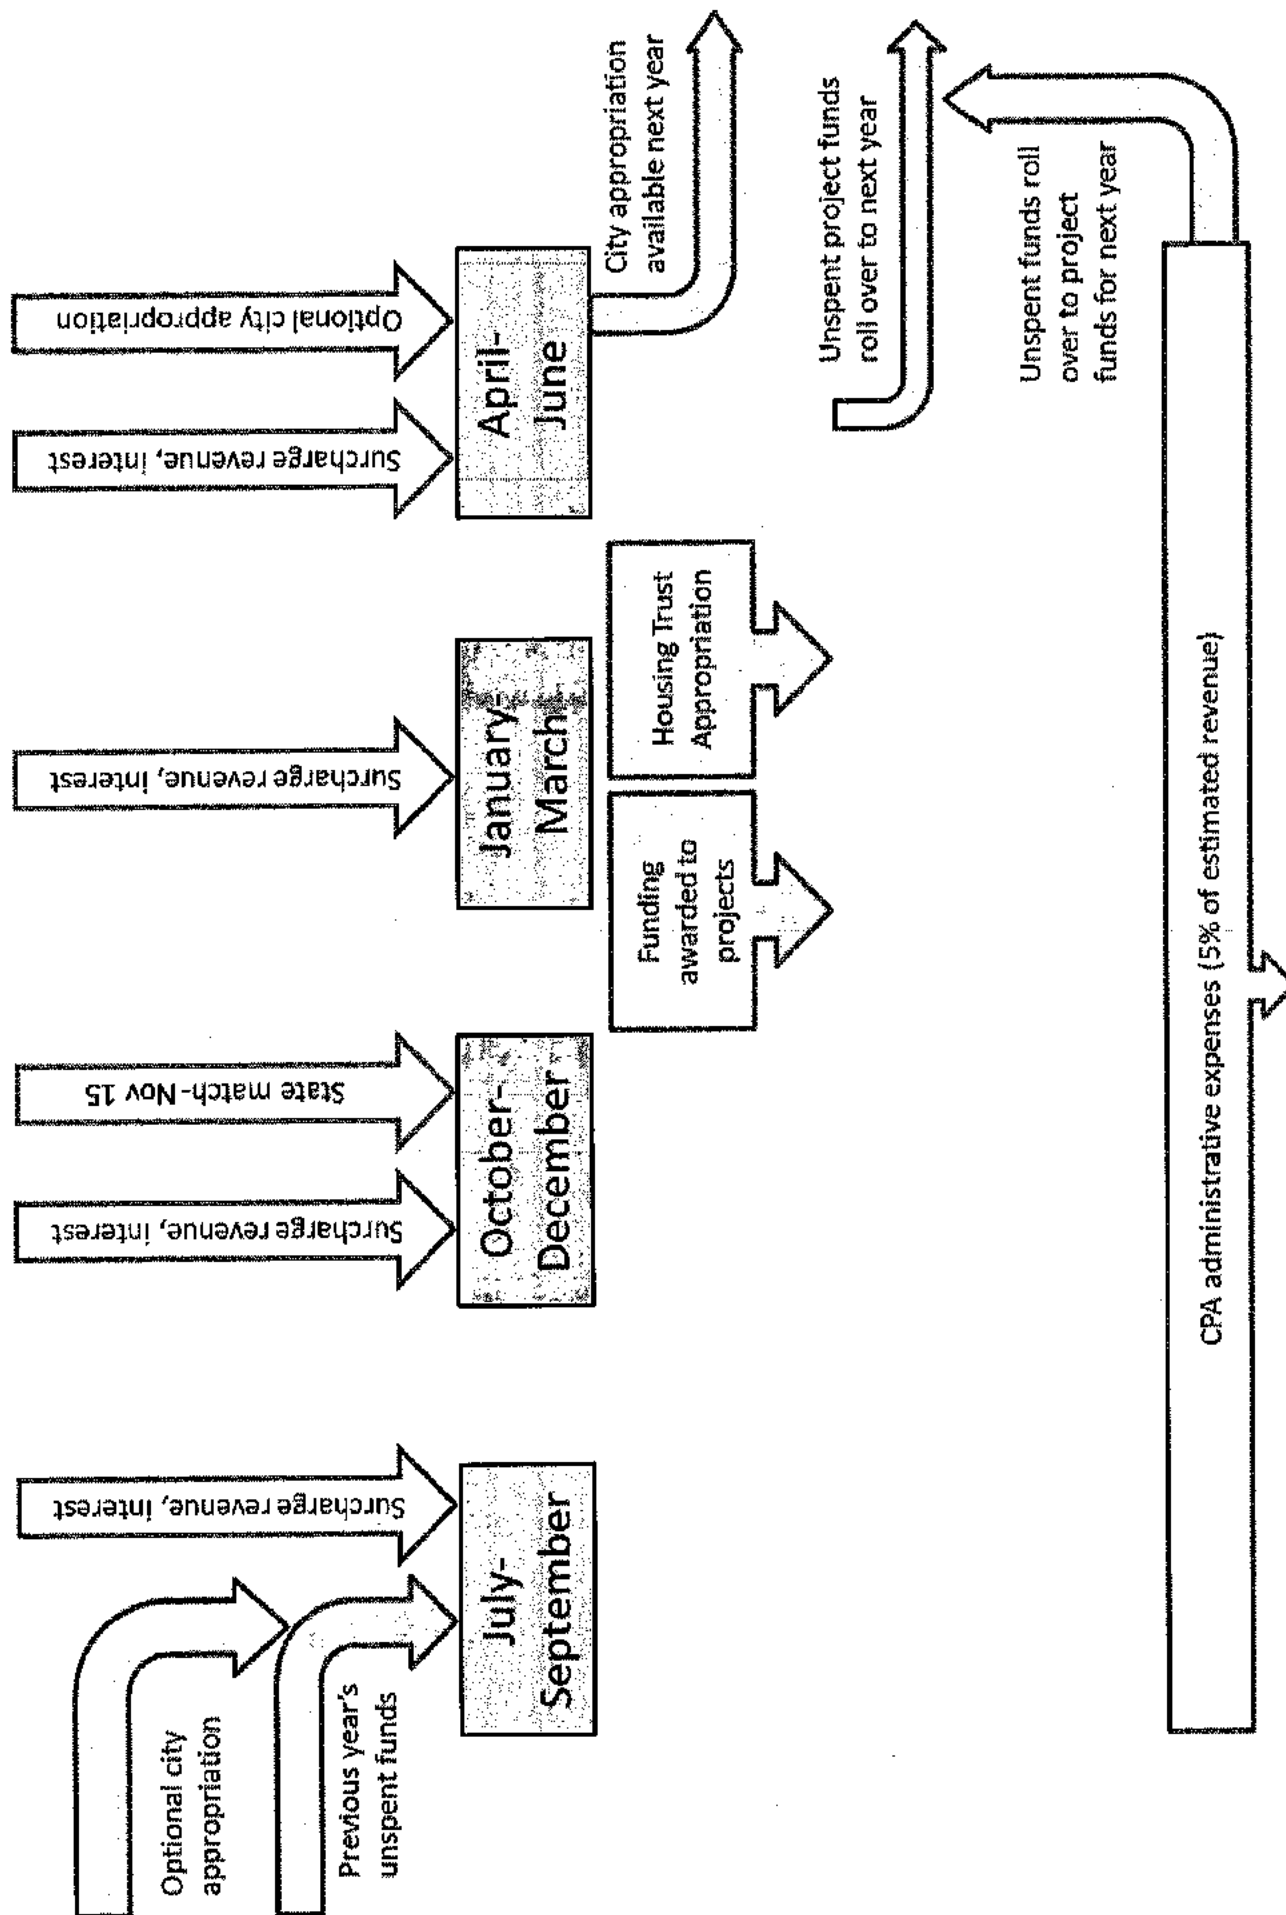 Optional city
appropriation
Previous year's
unspent funds
Surcharge revenue, interest
July-
September
Surcharge revenue, interest
State match-Nov 15
October-
December
Surcharge revenue, interest
January-
March
Funding
awarded to
projects
Housing Trust
Appropriation
Surcharge revenue, interest
Optional city appropriation
April-
June
City appropriation
available next year
Unspent project funds
roll over to next year
Unspent funds roll
over to project
funds for next year
CPA administrative expenses (5% of estimated revenue)